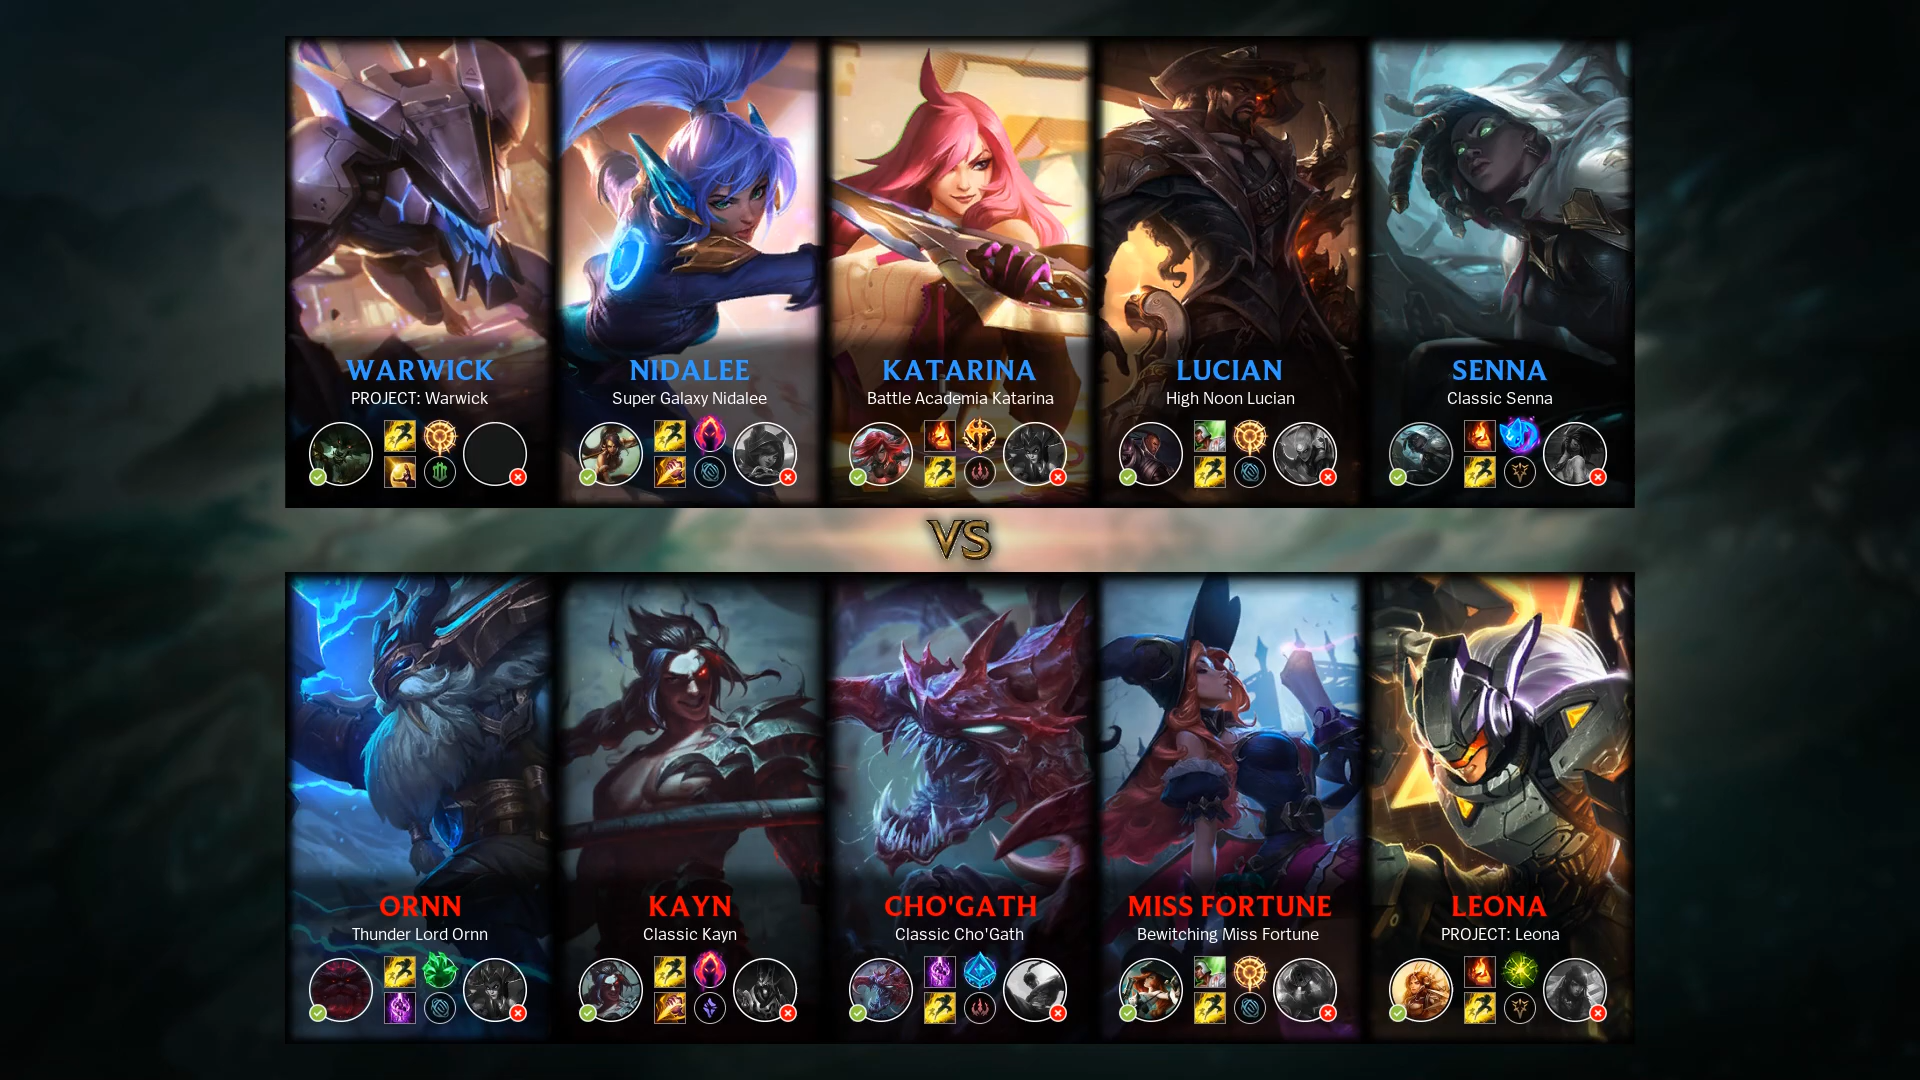 WARWICK
PROJECT: Warwick
NIDALEE
Super Galaxy Nidalee
KATARINA
Battle Academia Katarina
LUCIAN
High Noon Lucian
SENNA
Classic Senna
VS
ORNN
Thunder Lord Ornn
KAYN
Classic Kayn
CHO'GATH
Classic Cho'Gath
MISS FORTUNE
Bewitching Miss Fortune
LEONA
PROJECT: Leona